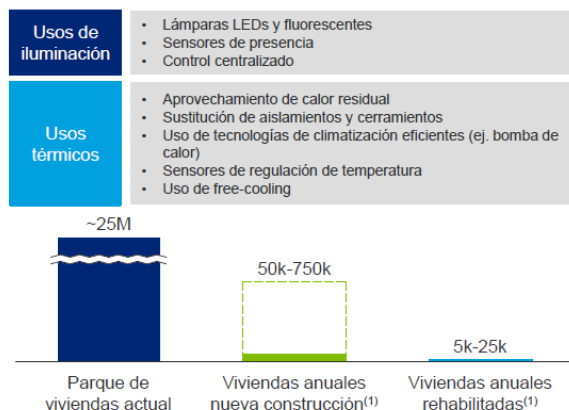 Usos de
iluminación
• Lámparas LEDs y fluorescentes
• Sensores de presencia
• Control centralizado
Usos
térmicos
• Aprovechamiento de calor residual
• Sustitución de aislamientos y cerramientos
• Uso de tecnologías de climatización eficientes (ej. bomba de
calor)
• Sensores de regulación de temperatura
• Uso de free-cooling
~25M
50k-750k
5k-25k
Parque de
viviendas actual
Viviendas anuales
nueva construcción(1)
Viviendas anuales
rehabilitadas(1)